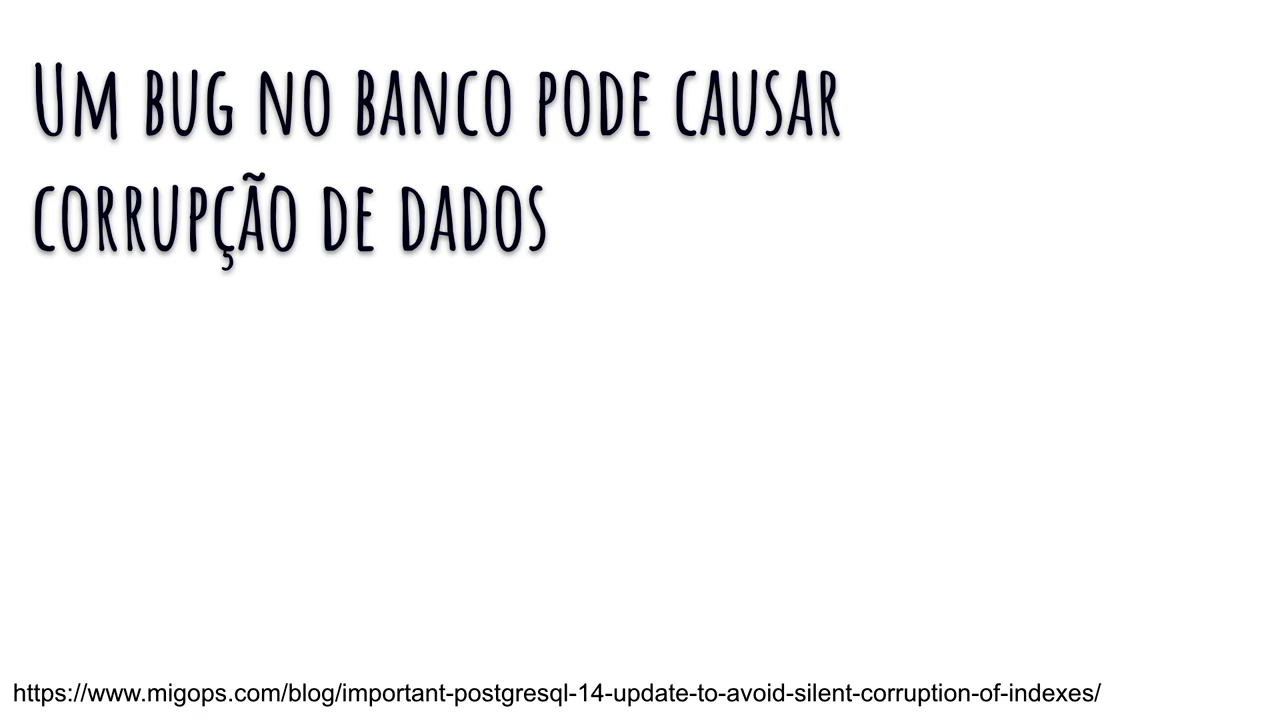 Um bug no banco pode causar
corrupção de dados
https://www.migops.com/blog/important-postgresql-14-update-to-avoid-silent-corruption-of-indexes/